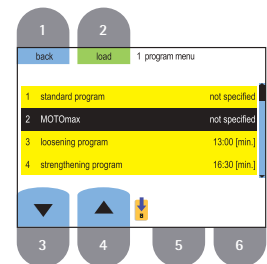 1 2
back load 1 program menu
1 standard program not specified
2 MOTOmax not specified
3 loosening program 13:00 [min.]
4 strengthening program 16:30 [min.]
8
3 4 5 6